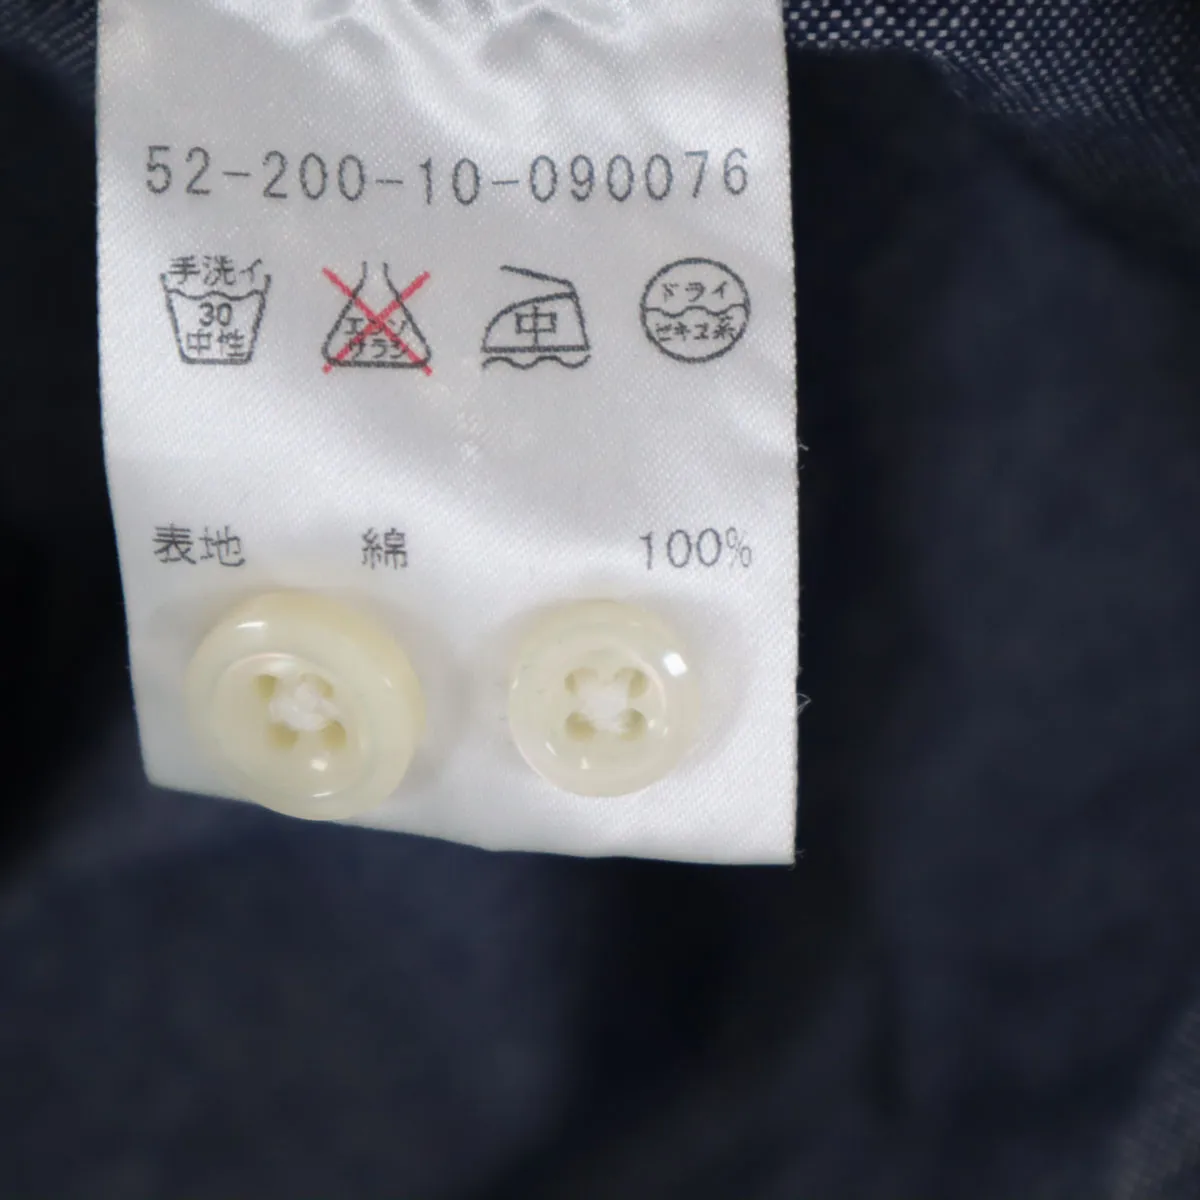 52-200-10-090076
手洗イ
30
中性
エンソ
サラシ
中
ドライ
セキユ系
表地 綿 100%